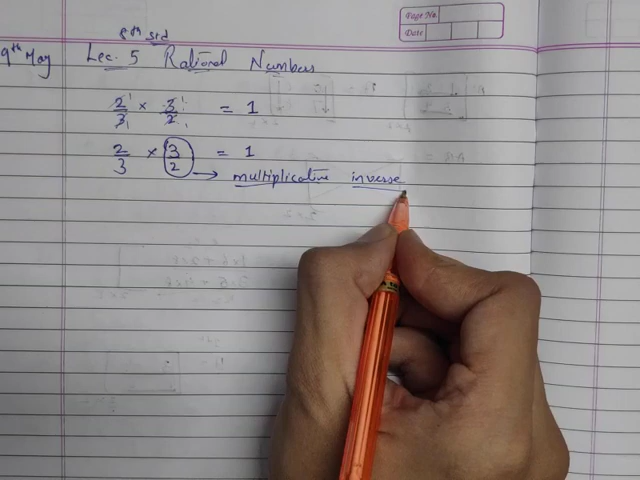 Page No.
Date
8th std
9th May Lec. 5 Rational Numbers
2/3 × 3/2 = 1
2/3 × 3/2 = 1
→ multiplicative inverse